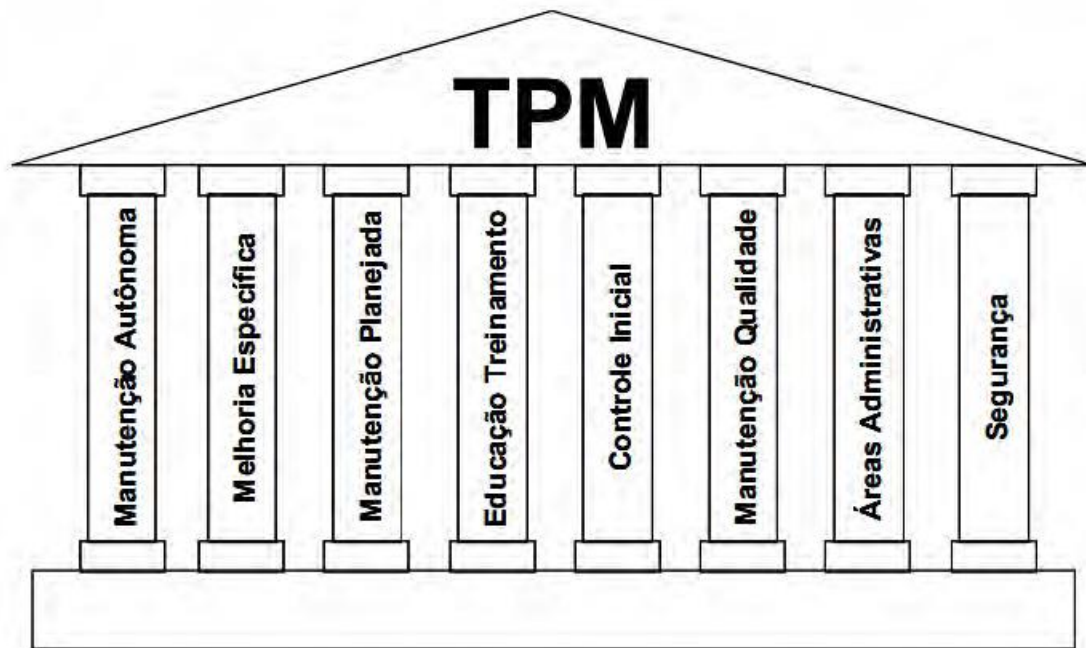 TPM
Manutenção Autônoma
Melhoria Específica
Manutenção Planejada
Educação Treinamento
Controle Inicial
Manutenção Qualidade
Áreas Administrativas
Segurança